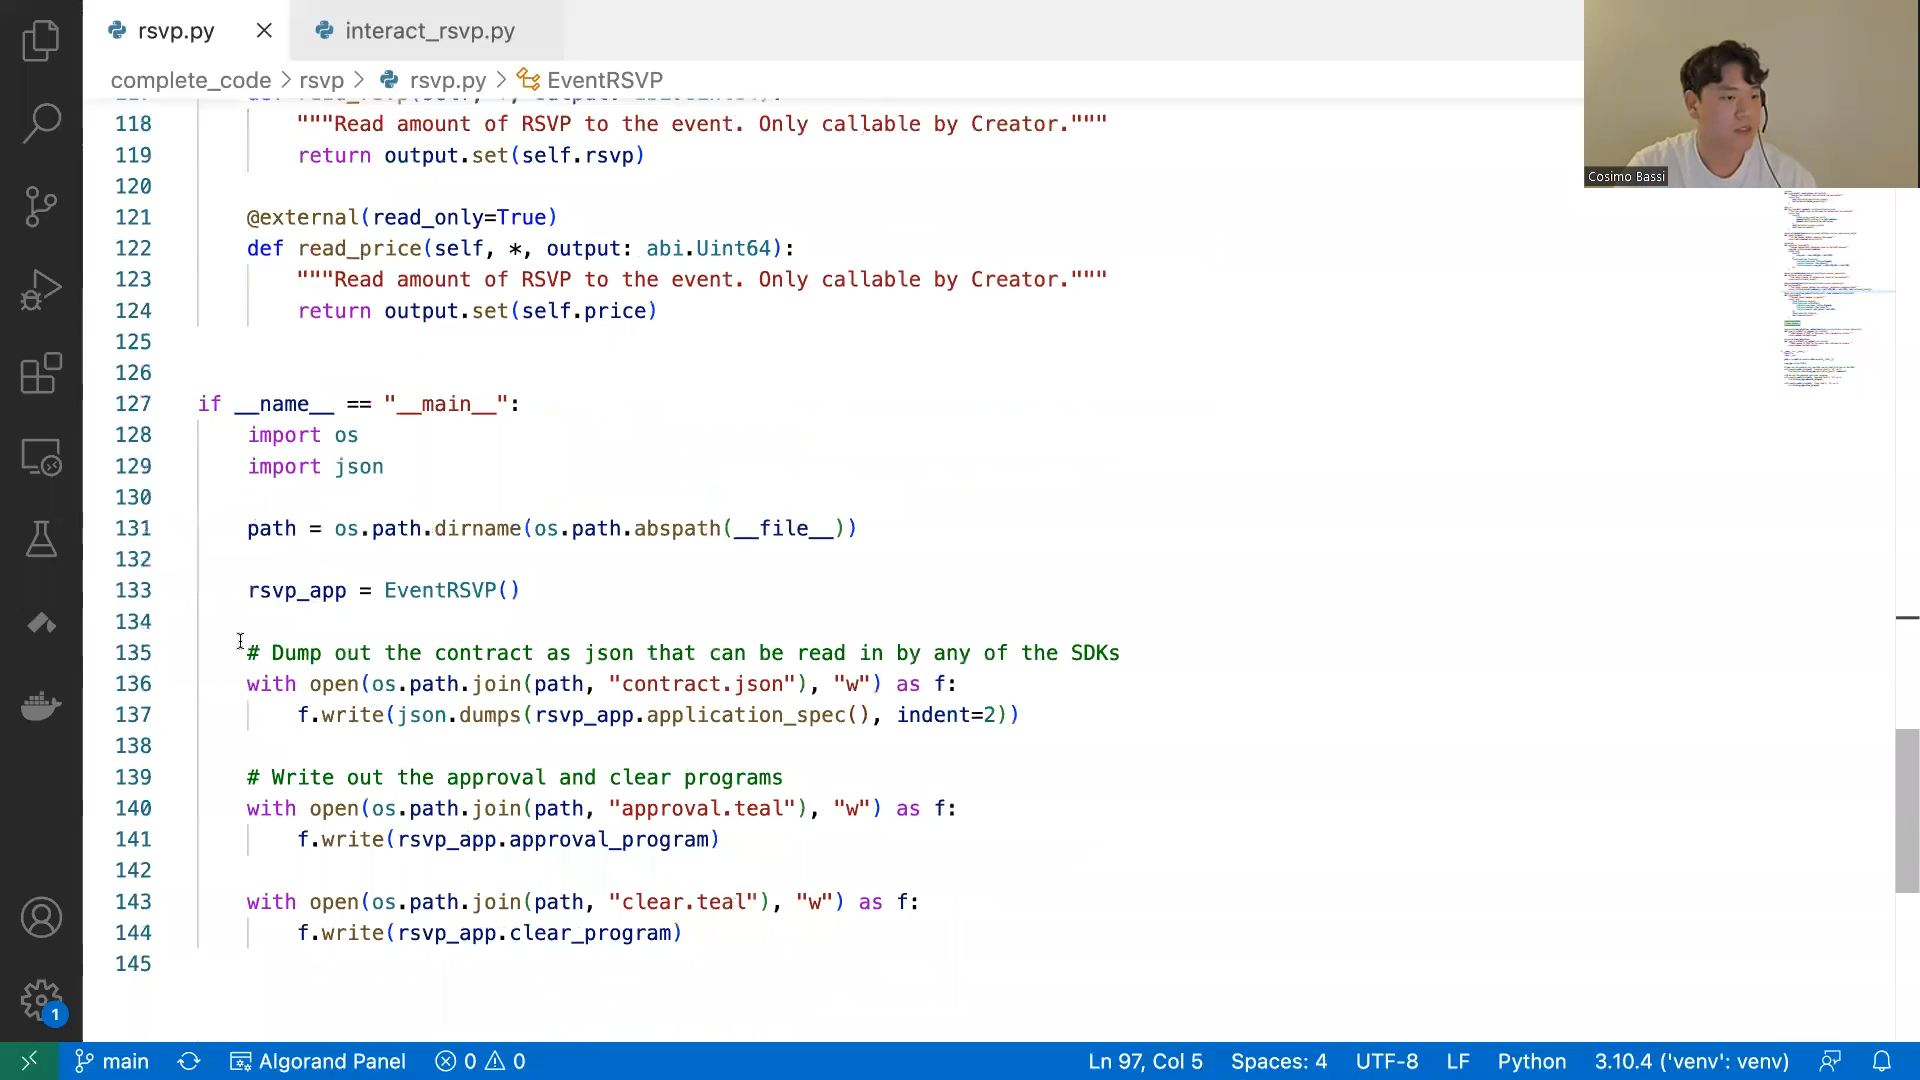 rsvp.py
interact_rsvp.py
complete_code > rsvp > rsvp.py > EventRSVP
118 """Read amount of RSVP to the event. Only callable by Creator."""
119 return output.set(self.rsvp)
120
121 @external(read_only=True)
122 def read_price(self, *, output: abi.Uint64):
123 """Read amount of RSVP to the event. Only callable by Creator."""
124 return output.set(self.price)
125
126
127 if __name__ == "__main__":
128 import os
129 import json
130
131 path = os.path.dirname(os.path.abspath(__file__))
132
133 rsvp_app = EventRSVP()
134
135 # Dump out the contract as json that can be read in by any of the SDKs
136 with open(os.path.join(path, "contract.json"), "w") as f:
137 f.write(json.dumps(rsvp_app.application_spec(), indent=2))
138
139 # Write out the approval and clear programs
140 with open(os.path.join(path, "approval.teal"), "w") as f:
141 f.write(rsvp_app.approval_program)
142
143 with open(os.path.join(path, "clear.teal"), "w") as f:
144 f.write(rsvp_app.clear_program)
145
Cosimo Bassi
1
main Algorand Panel 0 0 Ln 97, Col 5 Spaces: 4 UTF-8 LF Python 3.10.4 ('venv': venv)